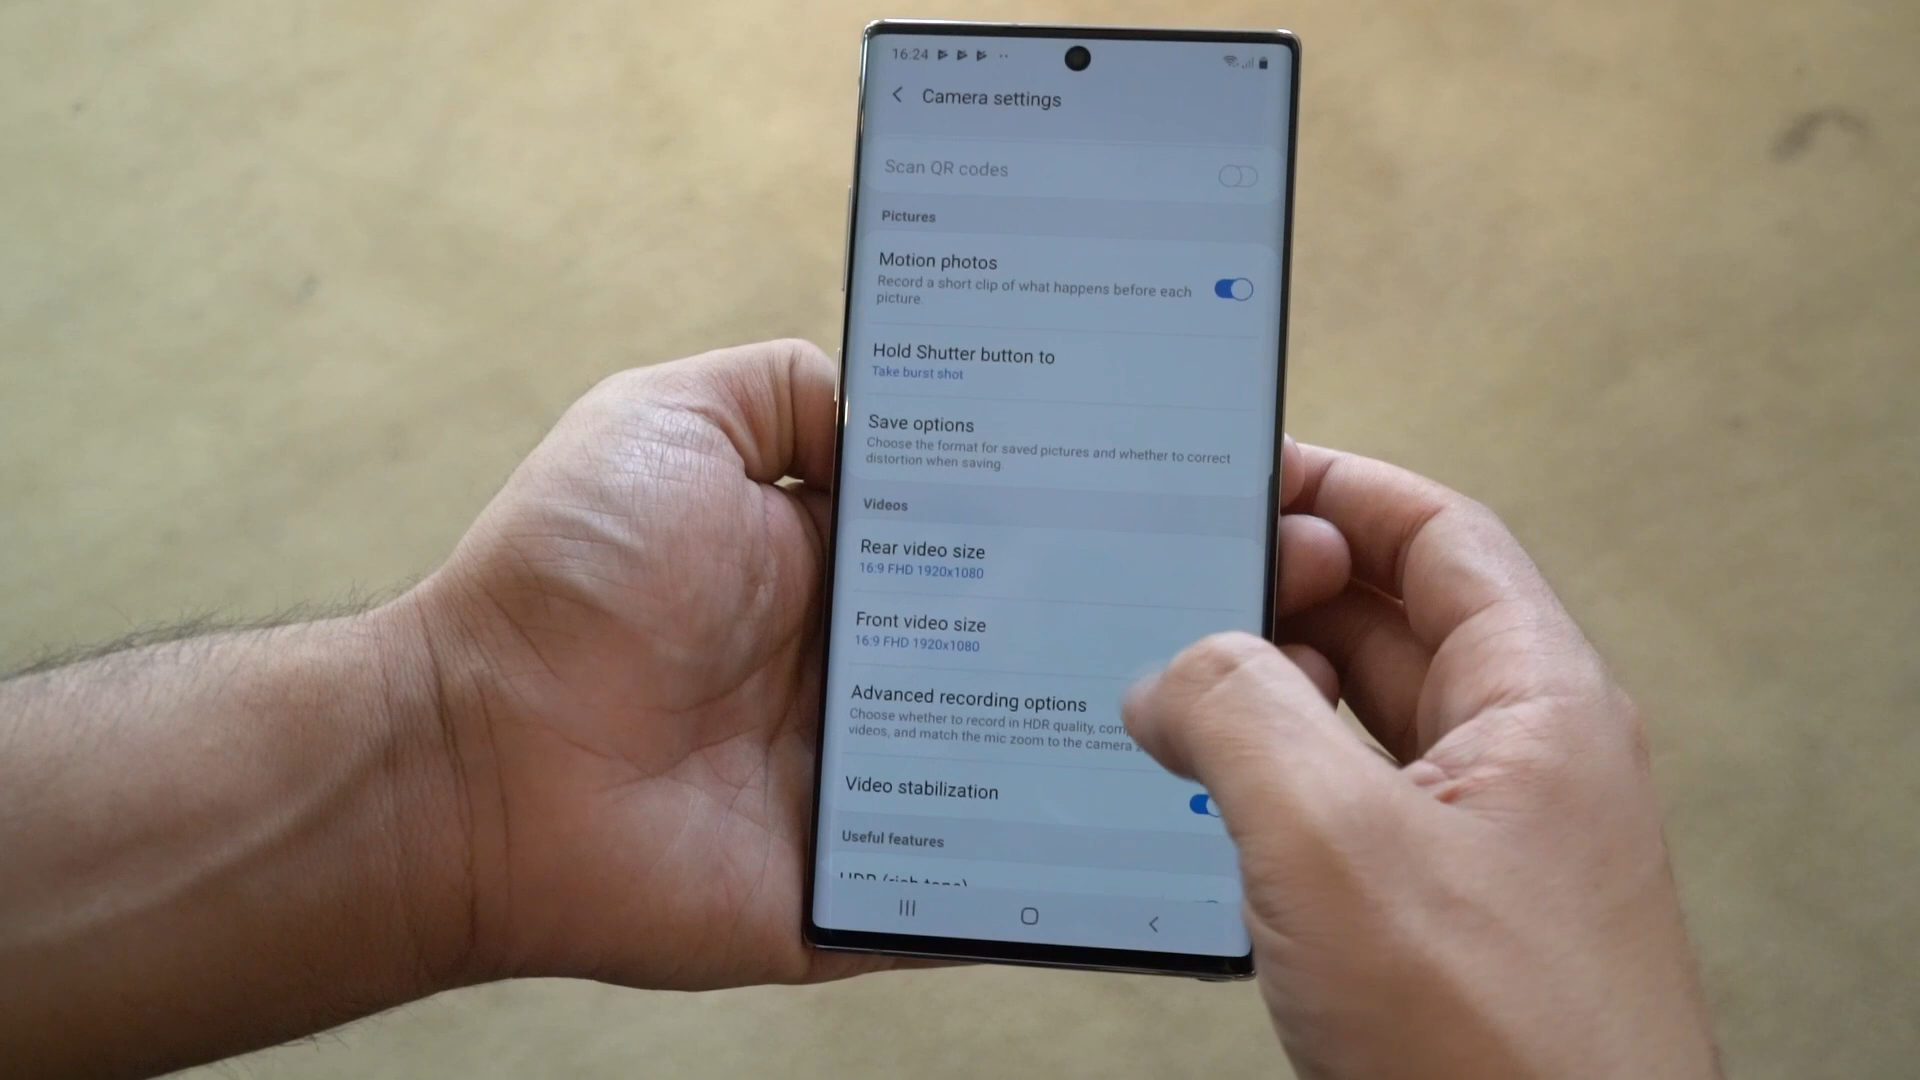 16:24
Camera settings
Scan QR codes
Pictures
Motion photos
Record a short clip of what happens before each
picture.
Hold Shutter button to
Take burst shot
Save options
Choose the format for saved pictures and whether to correct
distortion when saving.
Videos
Rear video size
16:9 FHD 1920x1080
Front video size
16:9 FHD 1920x1080
Advanced recording options
Choose whether to record in HDR quality,
videos, and match the mic zoom to the camera
Video stabilization
Useful features
HDR (rich tone)